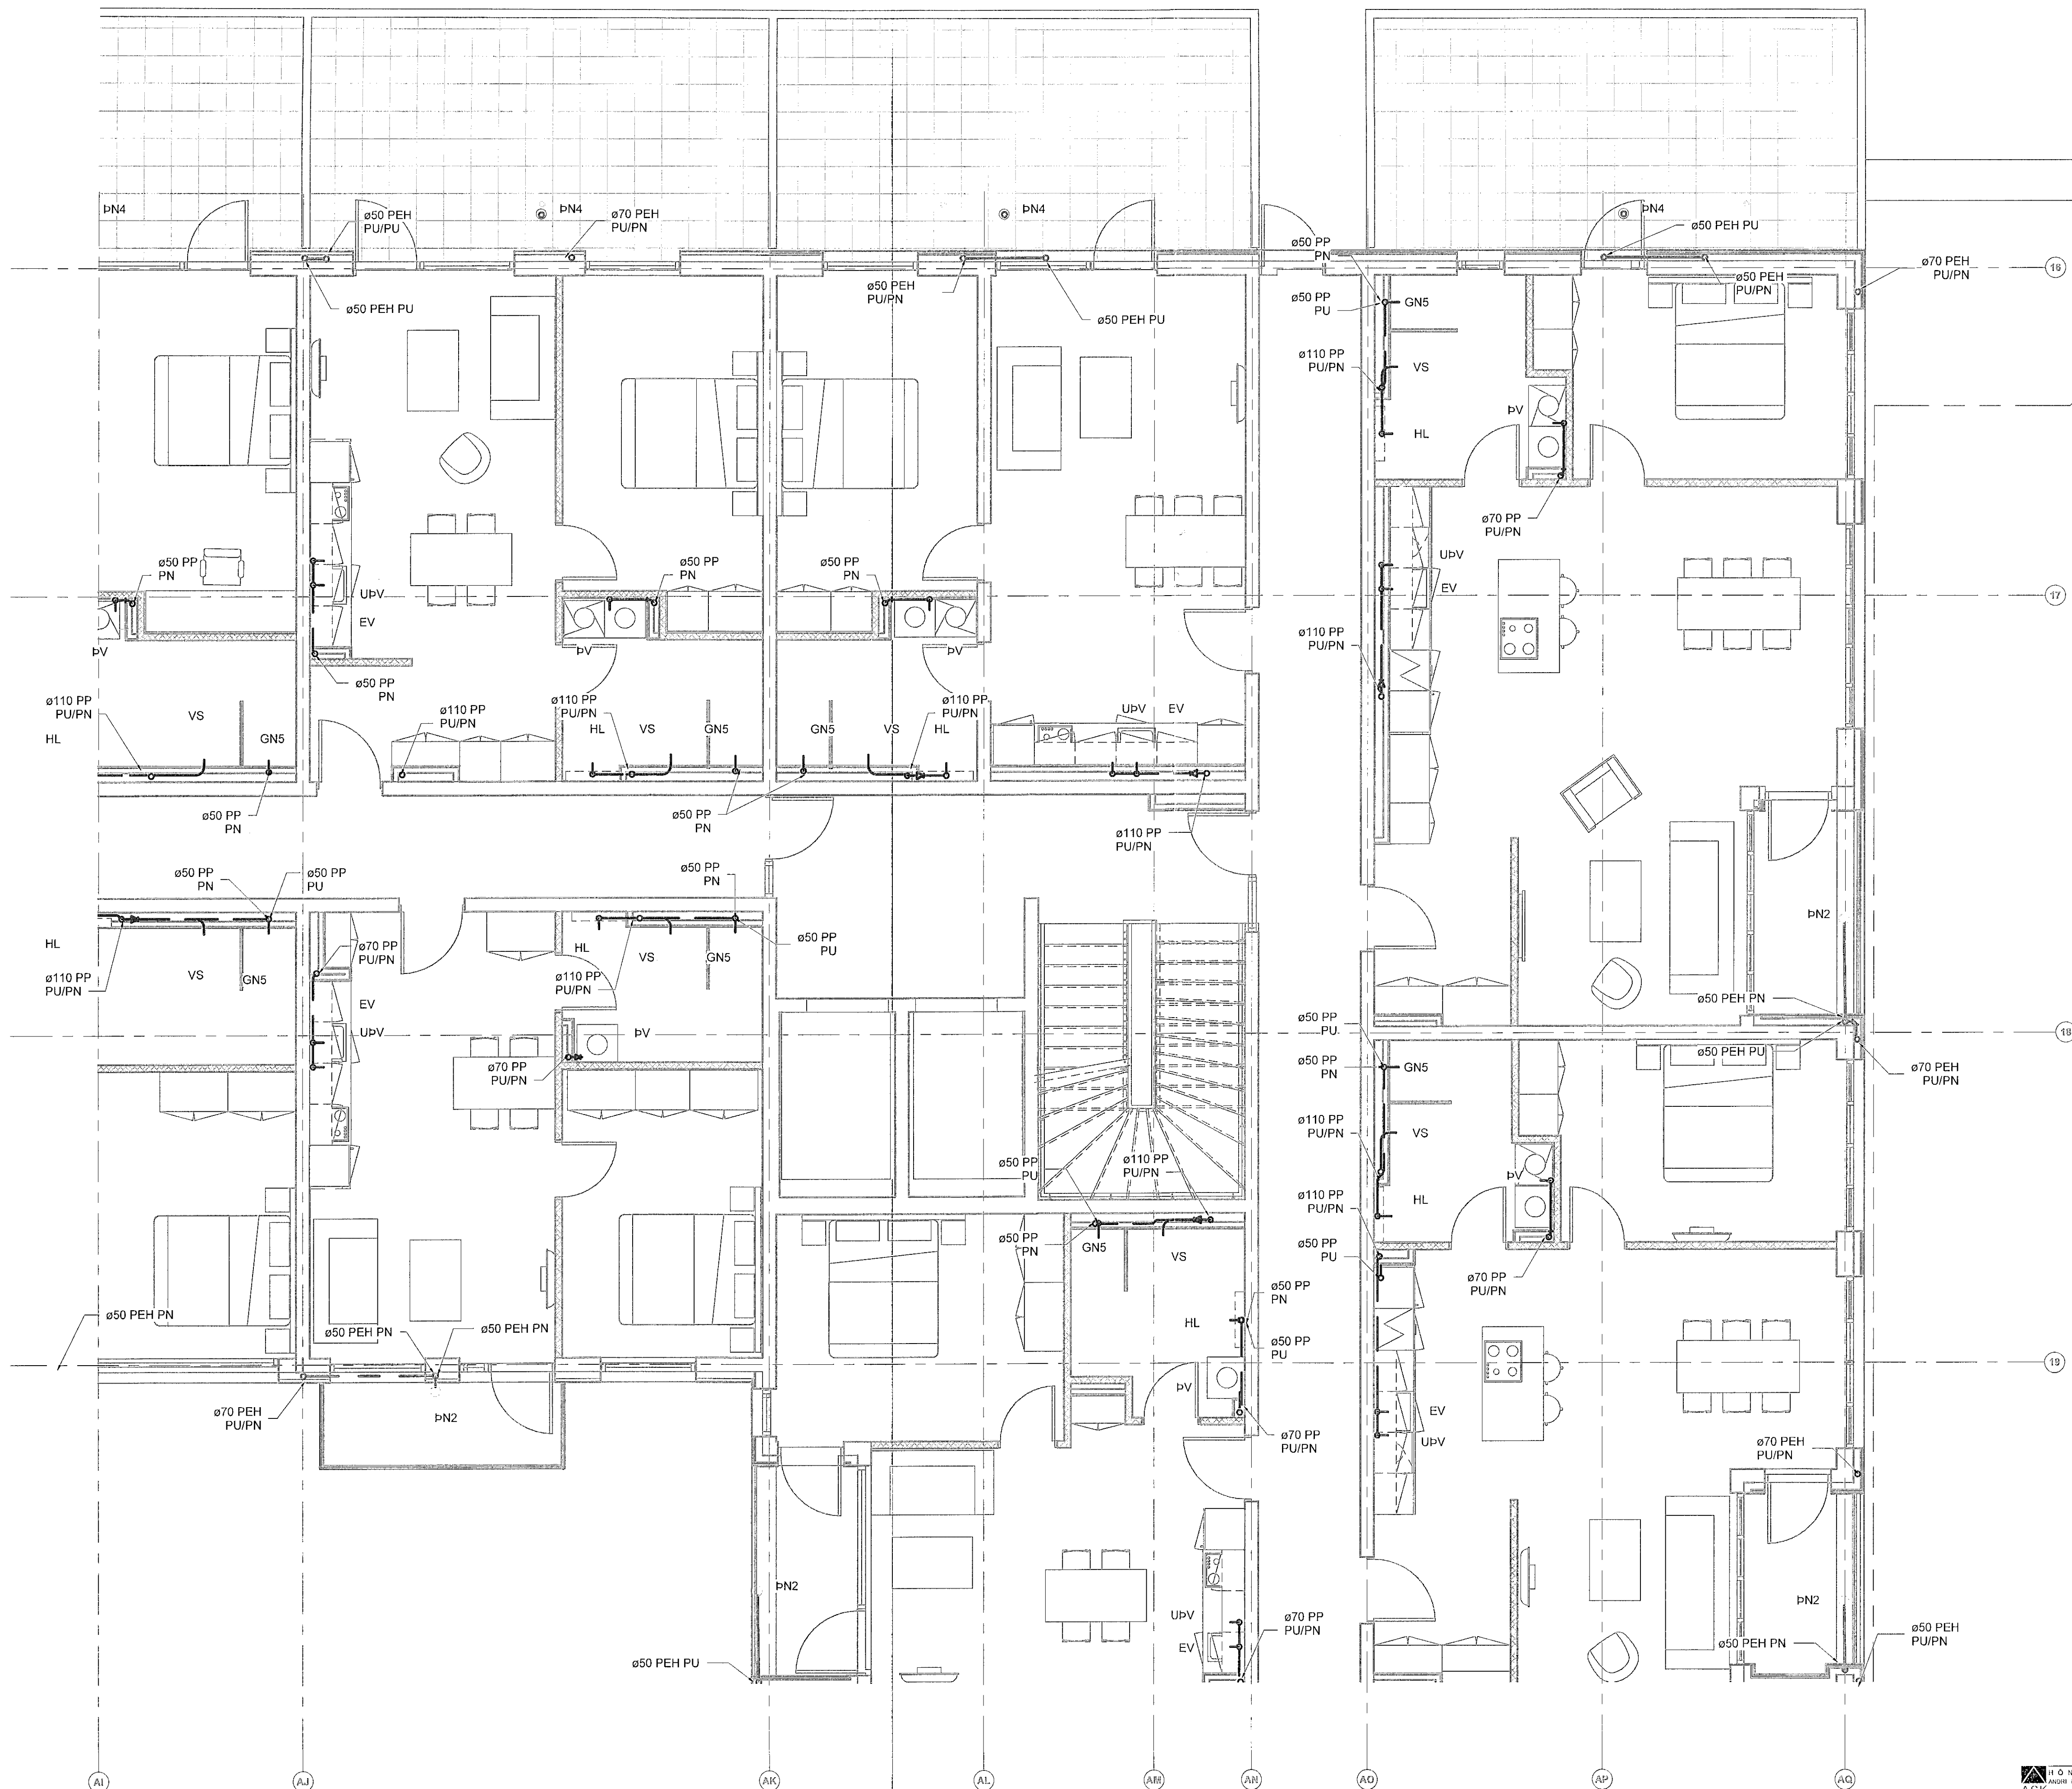 ÞN4
ø50 PEH
PU/PU
ÞN4
ø70 PEH
PU/PN
ÞN4
ø50 PP
PN
ÞN4
ø50 PEH PU
ø70 PEH
PU/PN
16
ø50 PEH PU
ø50 PEH
PU/PN
ø50 PEH PU
ø50 PP
PU
GN5
ø50 PEH
PU/PN
ø110 PP
PU/PN
VS
ÞV
HL
ø70 PP
PU/PN
UÞV
EV
ø50 PP
PN
UÞV
EV
ø50 PP
PN
ø50 PP
PN
17
ÞV
ø50 PP
PN
ÞV
ÞV
ø110 PP
PU/PN
ø110 PP
PU/PN
HL
VS
GN5
ø110 PP
PU/PN
ø110 PP
PU/PN
HL
VS
GN5
GN5
VS
HL
ø110 PP
PU/PN
UÞV
EV
ø50 PP
PN
ø50 PP
PN
ø110 PP
PU/PN
ø50 PP
PN
ø50 PP
PU
ø50 PP
PN
ÞN2
HL
ø110 PP
PU/PN
VS
GN5
ø70 PP
PU/PN
HL
ø110 PP
PU/PN
VS
GN5
ø50 PP
PU
EV
UÞV
ÞV
ø70 PP
PU/PN
ø50 PEH PN
ø50 PP
PU
18
ø50 PEH PU
ø50 PP
PN
GN5
ø70 PEH
PU/PN
ø110 PP
PU/PN
VS
ø50 PP
PU
ø110 PP
PU/PN
ÞV
ø110 PP
PU/PN
HL
ø50 PP
PN
GN5
VS
ø50 PP
PU
ø70 PP
PU/PN
ø50 PP
PN
HL
ø50 PP
PU
ø50 PEH PN
ø50 PEH PN
ø50 PEH PN
19
ÞV
ø70 PEH
PU/PN
ÞN2
EV
UÞV
ø70 PP
PU/PN
ø70 PEH
PU/PN
ÞN2
UÞV
EV
ø70 PP
PU/PN
ÞN2
ø50 PEH PU
ø50 PEH PN
ø50 PEH
PU/PN
AI
AJ
AK
AL
AM
AN
AO
AP
AQ